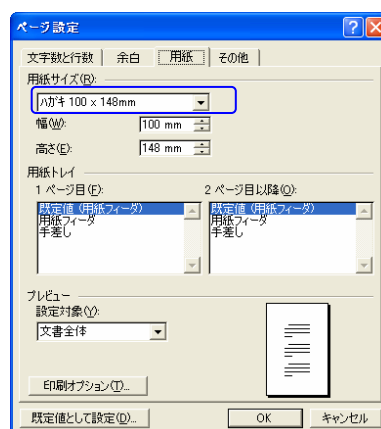 ページ設定
文字数と行数 余白 用紙 その他
用紙サイズ(R):
ハガキ 100 x 148mm
幅(W): 100 mm
高さ(E): 148 mm
用紙トレイ
1 ページ目(F): 2 ページ目以降(O):
既定値 (用紙フィーダ) 既定値 (用紙フィーダ)
用紙フィーダ 用紙フィーダ
手差し 手差し
プレビュー
設定対象(Y):
文書全体
印刷オプション(T)...
既定値として設定(D)... OK キャンセル